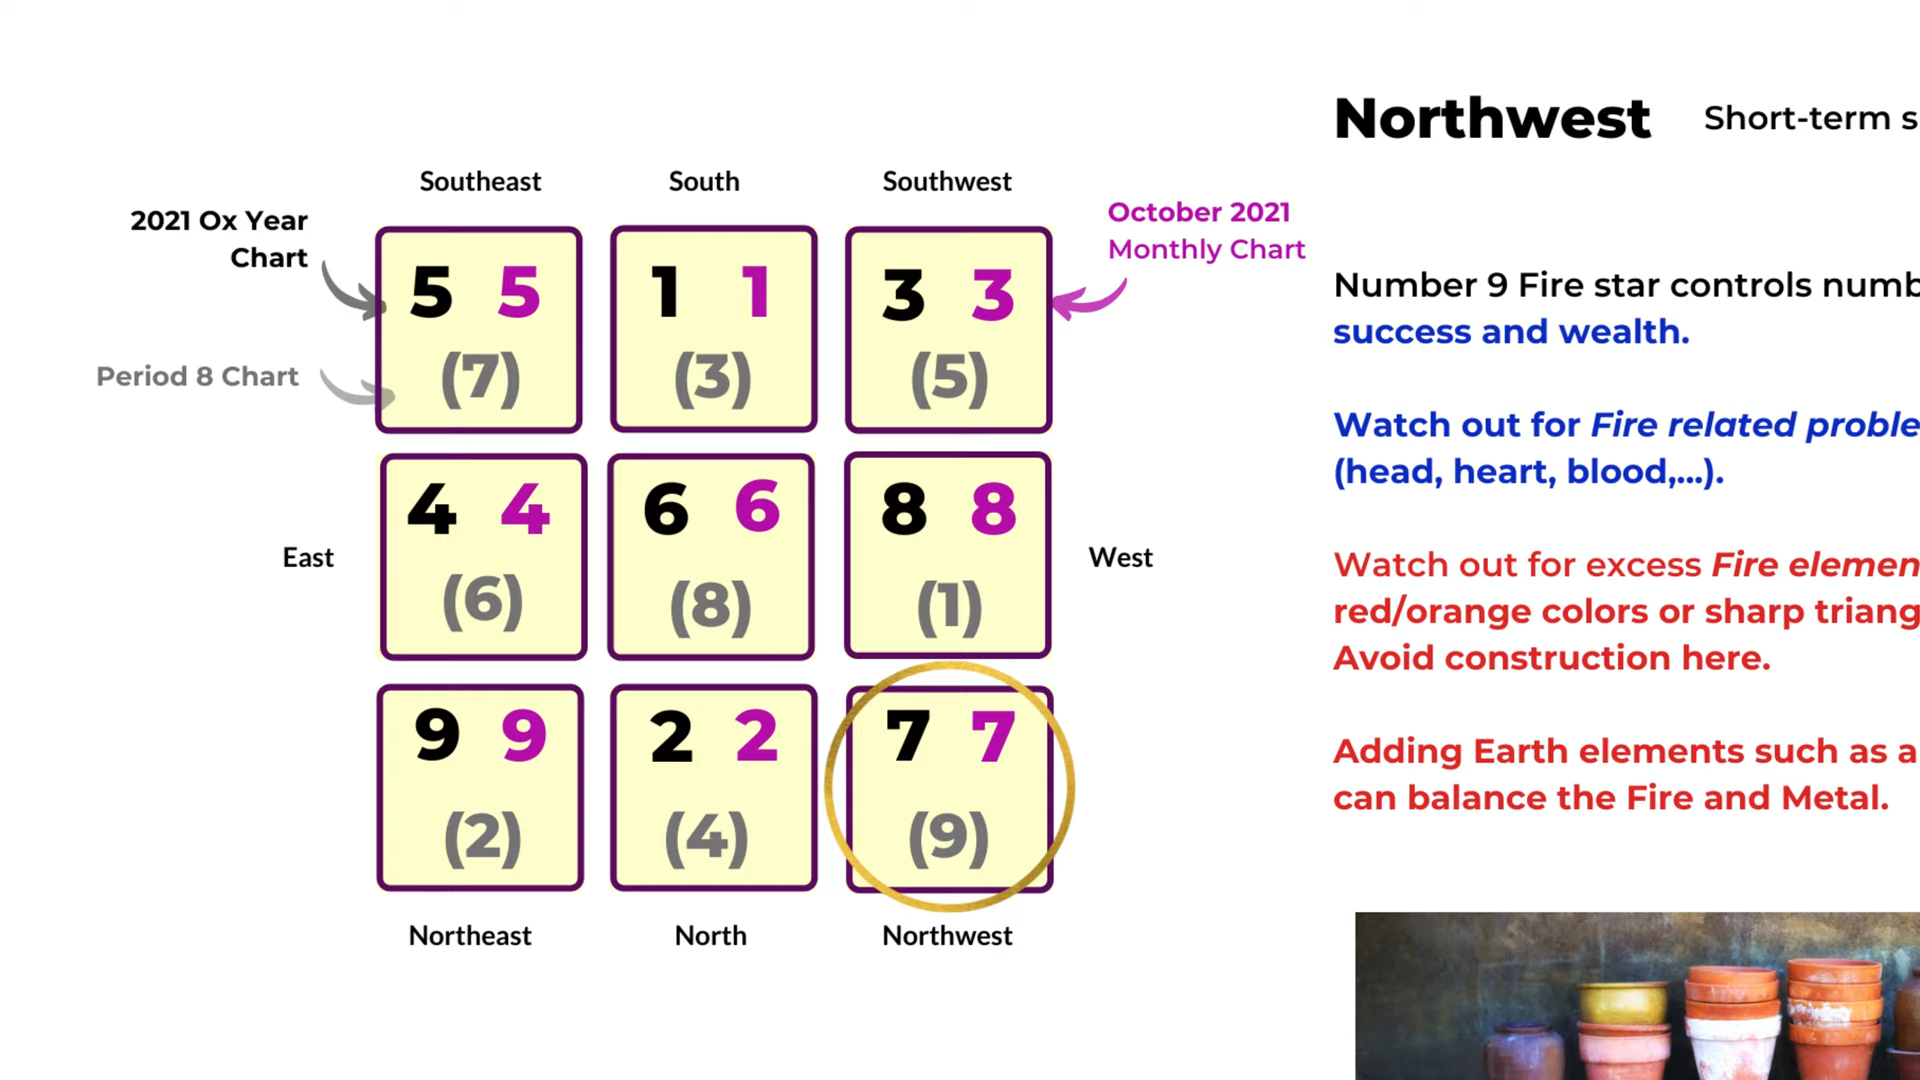 Southeast South Southwest
2021 Ox Year
Chart
October 2021
Monthly Chart
Period 8 Chart
5 5 1 1 3 3
(7) (3) (5)
East
West
4 4 6 6 8 8
(6) (8) (1)
9 9 2 2 7 7
(2) (4) (9)
Northeast North Northwest
Northwest Short-term s
Number 9 Fire star controls numb
success and wealth.
Watch out for Fire related proble
(head, heart, blood,...).
Watch out for excess Fire elemen
red/orange colors or sharp triang
Avoid construction here.
Adding Earth elements such as a
can balance the Fire and Metal.